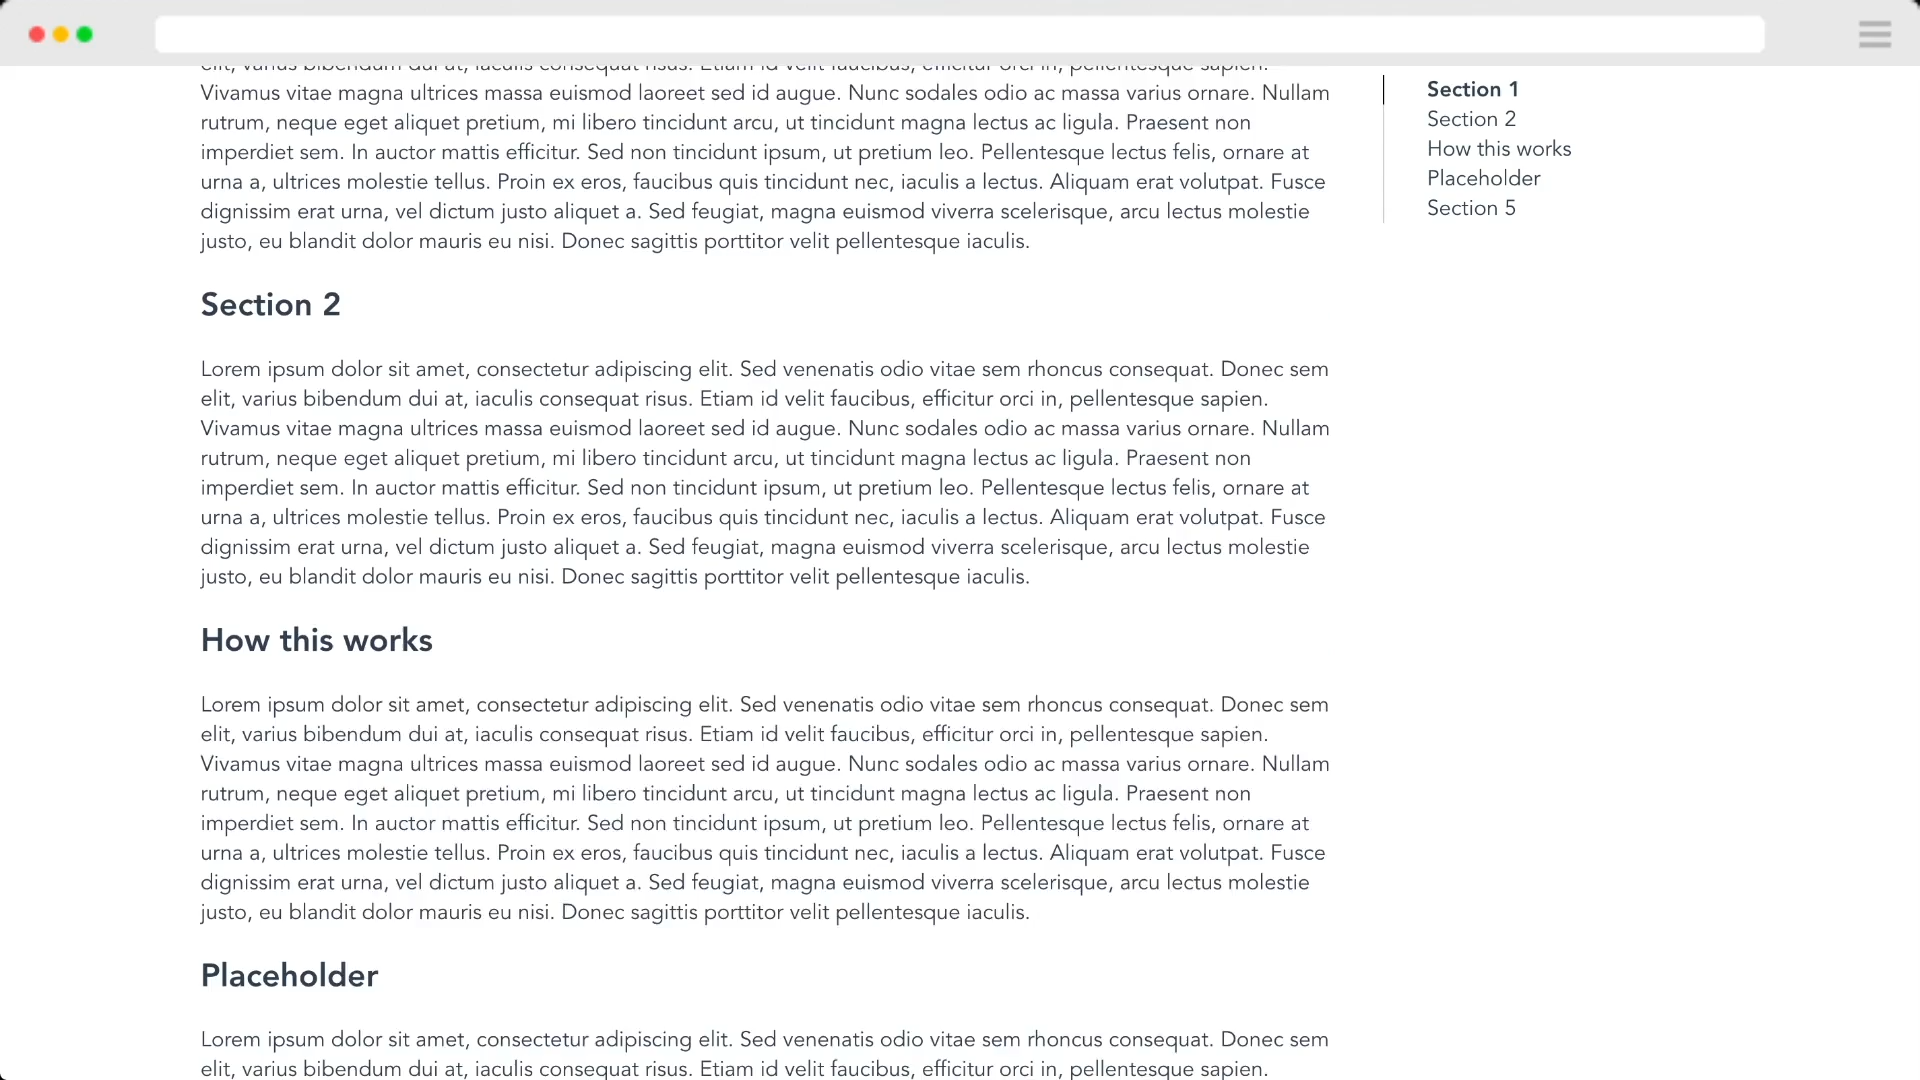 elit, varius bibendum dui at, iaculis consequat risus. Etiam id velit faucibus, efficitur orci in, pellentesque sapien.
Vivamus vitae magna ultrices massa euismod laoreet sed id augue. Nunc sodales odio ac massa varius ornare. Nullam
rutrum, neque eget aliquet pretium, mi libero tincidunt arcu, ut tincidunt magna lectus ac ligula. Praesent non
imperdiet sem. In auctor mattis efficitur. Sed non tincidunt ipsum, ut pretium leo. Pellentesque lectus felis, ornare at
urna a, ultrices molestie tellus. Proin ex eros, faucibus quis tincidunt nec, iaculis a lectus. Aliquam erat volutpat. Fusce
dignissim erat urna, vel dictum justo aliquet a. Sed feugiat, magna euismod viverra scelerisque, arcu lectus molestie
justo, eu blandit dolor mauris eu nisi. Donec sagittis porttitor velit pellentesque iaculis.
Section 2
Lorem ipsum dolor sit amet, consectetur adipiscing elit. Sed venenatis odio vitae sem rhoncus consequat. Donec sem
elit, varius bibendum dui at, iaculis consequat risus. Etiam id velit faucibus, efficitur orci in, pellentesque sapien.
Vivamus vitae magna ultrices massa euismod laoreet sed id augue. Nunc sodales odio ac massa varius ornare. Nullam
rutrum, neque eget aliquet pretium, mi libero tincidunt arcu, ut tincidunt magna lectus ac ligula. Praesent non
imperdiet sem. In auctor mattis efficitur. Sed non tincidunt ipsum, ut pretium leo. Pellentesque lectus felis, ornare at
urna a, ultrices molestie tellus. Proin ex eros, faucibus quis tincidunt nec, iaculis a lectus. Aliquam erat volutpat. Fusce
dignissim erat urna, vel dictum justo aliquet a. Sed feugiat, magna euismod viverra scelerisque, arcu lectus molestie
justo, eu blandit dolor mauris eu nisi. Donec sagittis porttitor velit pellentesque iaculis.
How this works
Lorem ipsum dolor sit amet, consectetur adipiscing elit. Sed venenatis odio vitae sem rhoncus consequat. Donec sem
elit, varius bibendum dui at, iaculis consequat risus. Etiam id velit faucibus, efficitur orci in, pellentesque sapien.
Vivamus vitae magna ultrices massa euismod laoreet sed id augue. Nunc sodales odio ac massa varius ornare. Nullam
rutrum, neque eget aliquet pretium, mi libero tincidunt arcu, ut tincidunt magna lectus ac ligula. Praesent non
imperdiet sem. In auctor mattis efficitur. Sed non tincidunt ipsum, ut pretium leo. Pellentesque lectus felis, ornare at
urna a, ultrices molestie tellus. Proin ex eros, faucibus quis tincidunt nec, iaculis a lectus. Aliquam erat volutpat. Fusce
dignissim erat urna, vel dictum justo aliquet a. Sed feugiat, magna euismod viverra scelerisque, arcu lectus molestie
justo, eu blandit dolor mauris eu nisi. Donec sagittis porttitor velit pellentesque iaculis.
Placeholder
Lorem ipsum dolor sit amet, consectetur adipiscing elit. Sed venenatis odio vitae sem rhoncus consequat. Donec sem
elit, varius bibendum dui at, iaculis consequat risus. Etiam id velit faucibus, efficitur orci in, pellentesque sapien.
Section 1
Section 2
How this works
Placeholder
Section 5